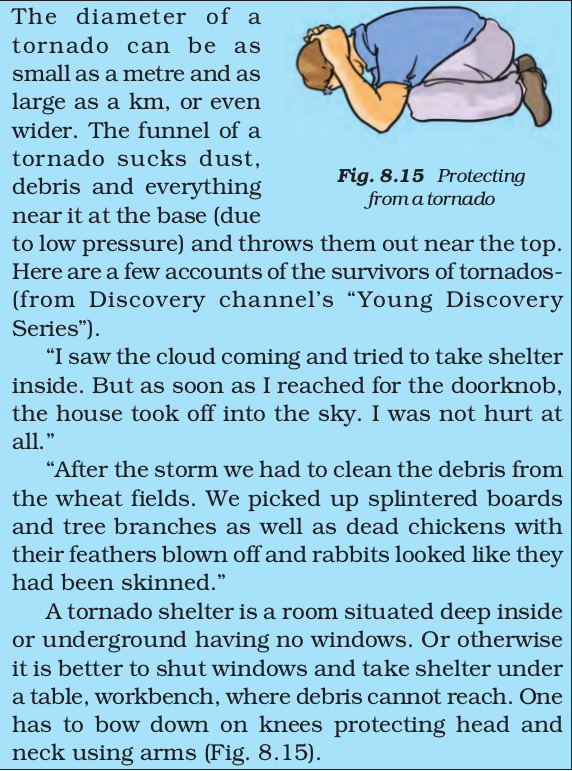 The diameter of a
tornado can be as
small as a metre and as
large as a km, or even
wider. The funnel of a
tornado sucks dust,
debris and everything
near it at the base (due
to low pressure) and throws them out near the top.
Here are a few accounts of the survivors of tornados-
(from Discovery channel’s “Young Discovery
Series”).
“I saw the cloud coming and tried to take shelter
inside. But as soon as I reached for the doorknob,
the house took off into the sky. I was not hurt at
all.”
“After the storm we had to clean the debris from
the wheat fields. We picked up splintered boards
and tree branches as well as dead chickens with
their feathers blown off and rabbits looked like they
had been skinned.”
A tornado shelter is a room situated deep inside
or underground having no windows. Or otherwise
it is better to shut windows and take shelter under
a table, workbench, where debris cannot reach. One
has to bow down on knees protecting head and
neck using arms (Fig. 8.15).
Fig. 8.15 Protecting
from a tornado